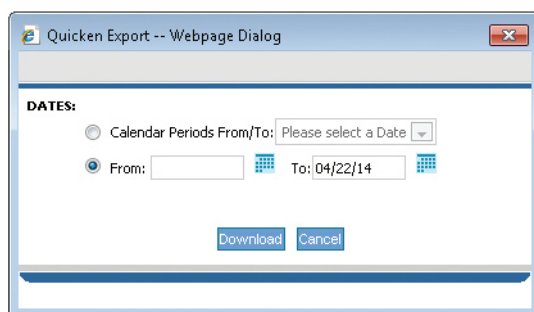 Quicken Export -- Webpage Dialog
DATES:
Calendar Periods From/To: Please select a Date
From: To: 04/22/14
Download Cancel